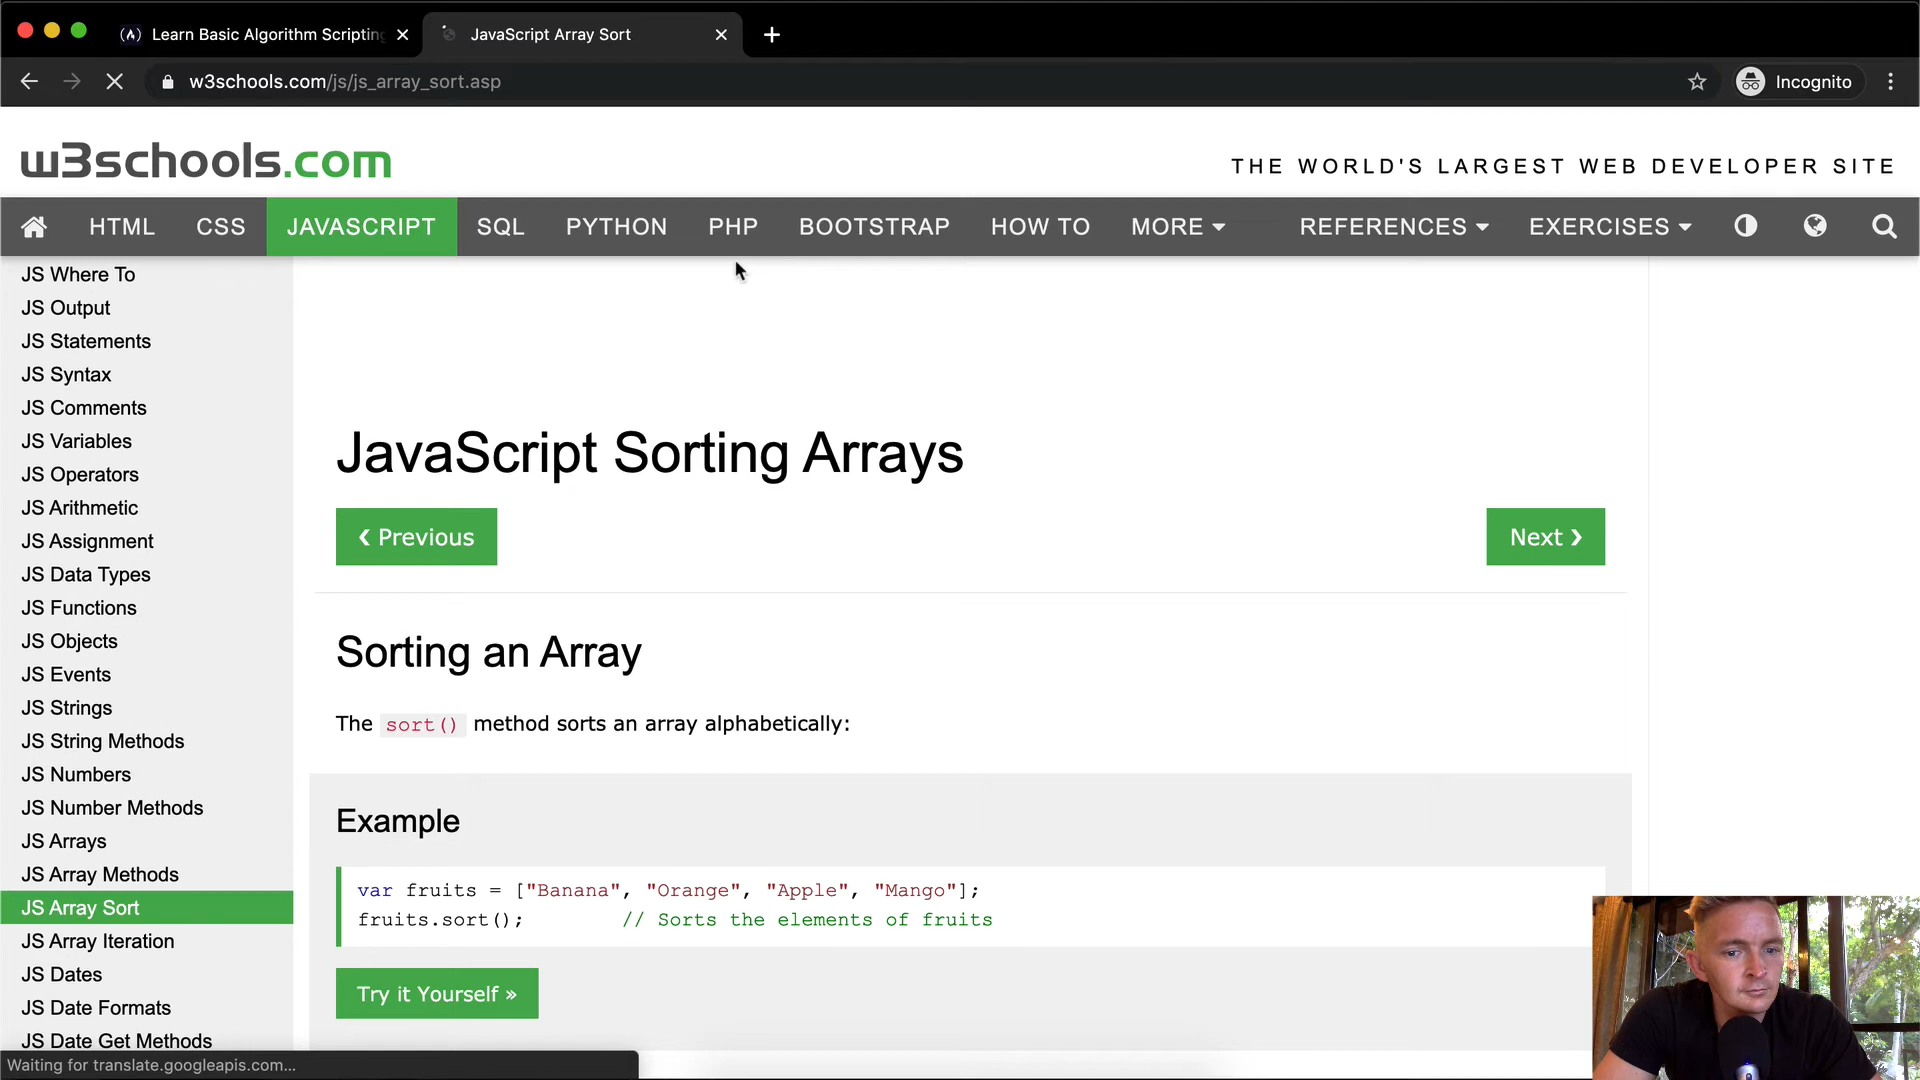 Learn Basic Algorithm Scripting
JavaScript Array Sort
w3schools.com/js/js_array_sort.asp
Incognito
w3schools.com
THE WORLD'S LARGEST WEB DEVELOPER SITE
HTML CSS JAVASCRIPT SQL PYTHON PHP BOOTSTRAP HOW TO MORE REFERENCES EXERCISES
JS Where To
JS Output
JS Statements
JS Syntax
JS Comments
JS Variables
JS Operators
JS Arithmetic
JS Assignment
JS Data Types
JS Functions
JS Objects
JS Events
JS Strings
JS String Methods
JS Numbers
JS Number Methods
JS Arrays
JS Array Methods
JS Array Sort
JS Array Iteration
JS Dates
JS Date Formats
JS Date Get Methods
JavaScript Sorting Arrays
❮ Previous
Next ❯
Sorting an Array
The sort() method sorts an array alphabetically:
Example
var fruits = ["Banana", "Orange", "Apple", "Mango"];
fruits.sort(); // Sorts the elements of fruits
Try it Yourself »
Waiting for translate.googleapis.com...